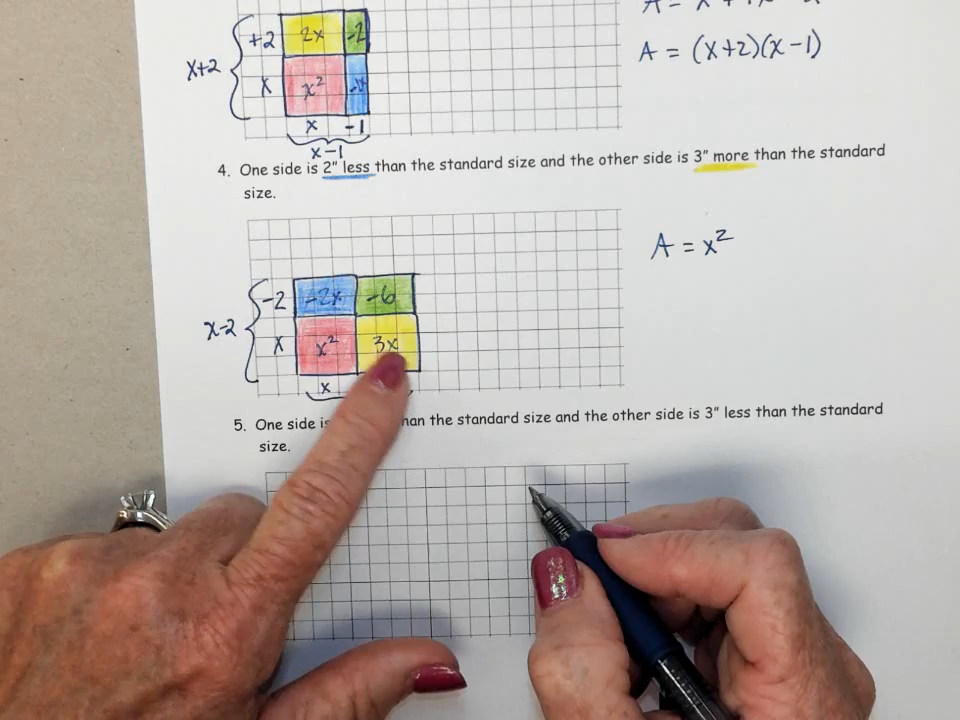 +2 2x -2
A = (x+2)(x-1)
x+2
x x² -1x
x -1
x-1
4. One side is 2" less than the standard size and the other side is 3" more than the standard
size.
A = x²
-2 -2x -6
x-2
x x² 3x
x
5. One side is han the standard size and the other side is 3" less than the standard
size.